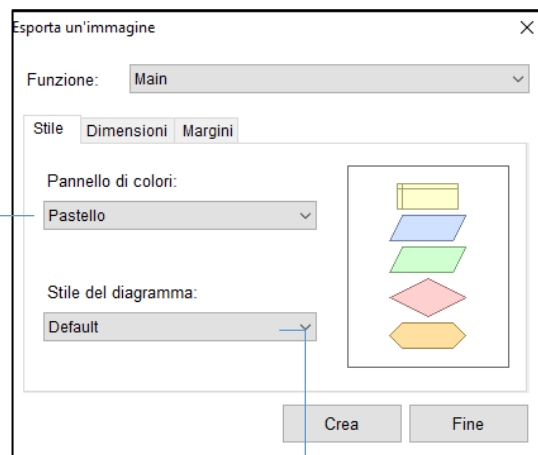 Esporta un'immagine
Funzione: Main
Stile Dimensioni Margini
Pannello di colori:
Pastello
Stile del diagramma:
Default
Crea Fine